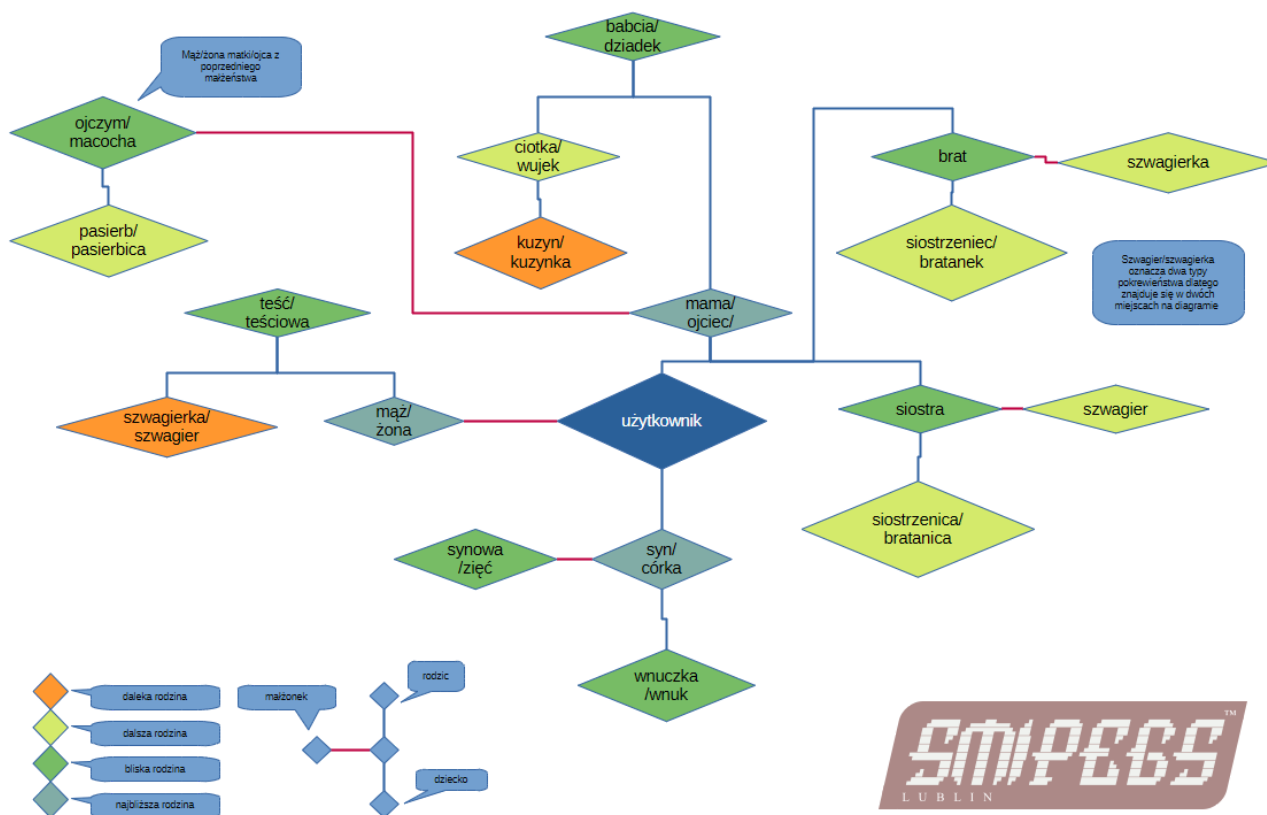 babcia/
dziadek
Mąż/żona matki/ojca z
poprzedniego
małżeństwa
ojczym/
macocha
ciotka/
wujek
brat
szwagierka
pasierb/
pasierbica
kuzyn/
kuzynka
siostrzeniec/
bratanek
Szwagier/szwagierka
oznacza dwa typy
pokrewieństwa dlatego
znajduje się w dwóch
miejscach na diagramie
teść/
teściowa
mama/
ojciec/
szwagierka/
szwagier
mąż/
żona
użytkownik
siostra
szwagier
siostrzenica/
bratanica
synowa
/zięć
syn/
córka
wnuczka
/wnuk
daleka rodzina
dalsza rodzina
bliska rodzina
najbliższa rodzina
małżonek
rodzic
dziecko
SMIPEGS
TM
LUBLIN